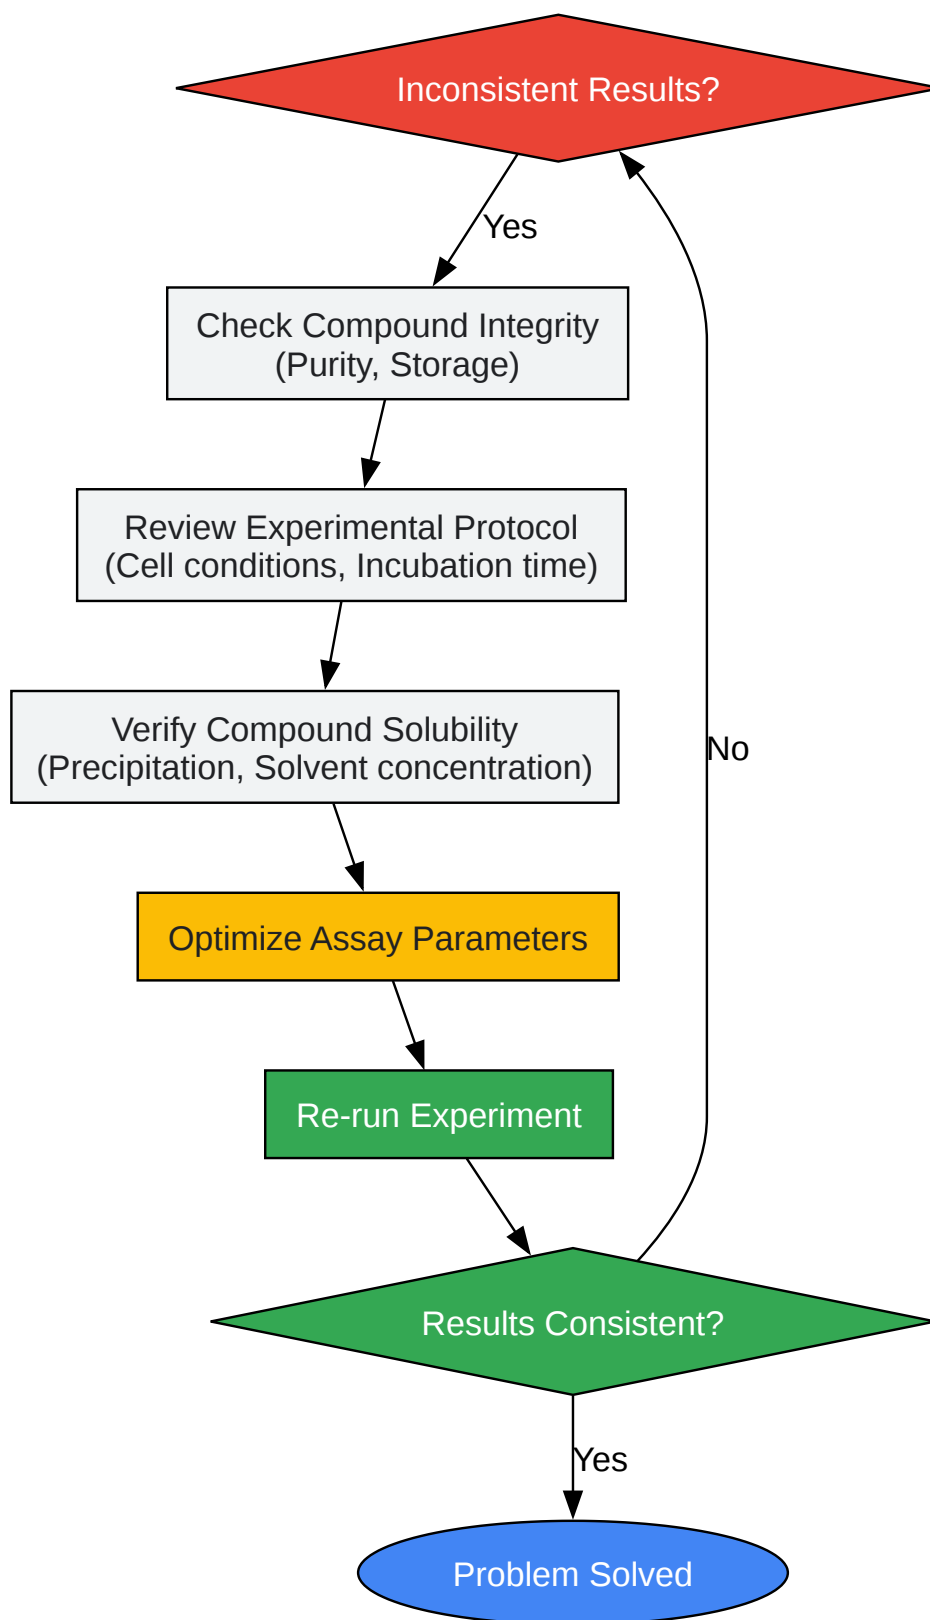 Inconsistent Results?
Yes
Check Compound Integrity
(Purity, Storage)
Review Experimental Protocol
(Cell conditions, Incubation time)
Verify Compound Solubility
(Precipitation, Solvent concentration)
No
Optimize Assay Parameters
Re-run Experiment
Results Consistent?
Yes
Problem Solved